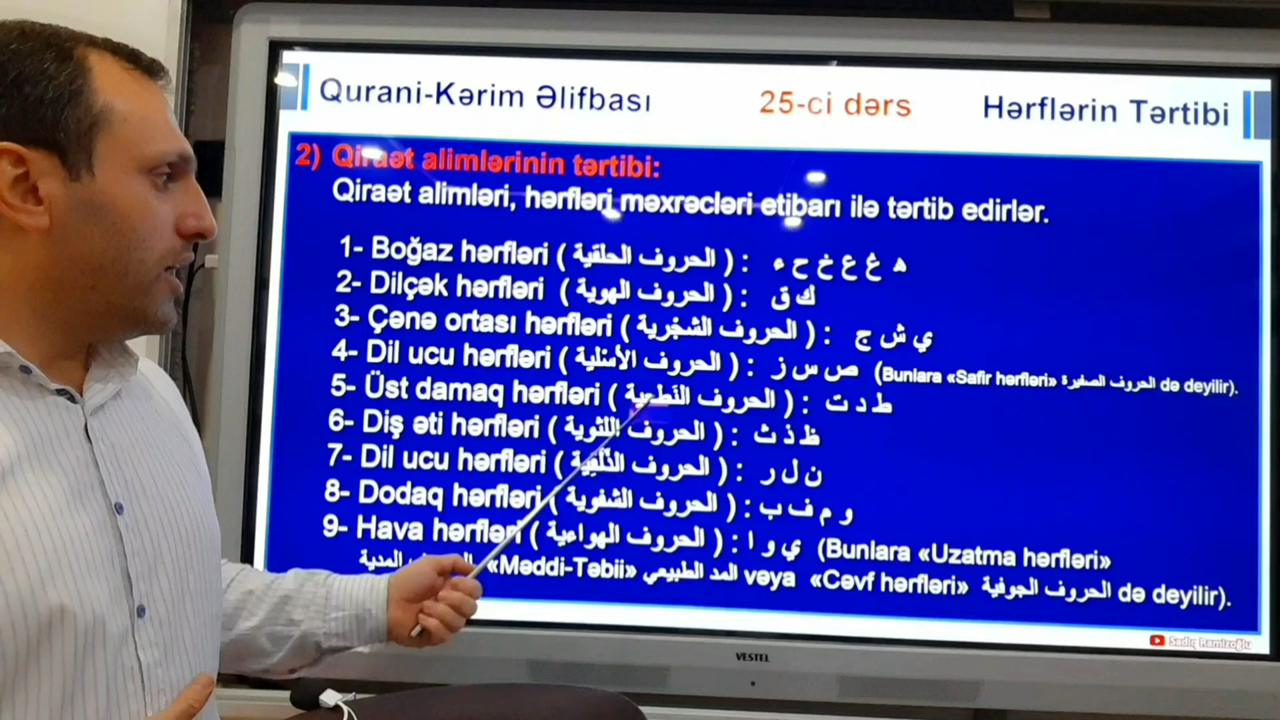 Qurani-Kərim Əlifbası 25-ci dərs Hərflərin Tərtibi
2) Qiraət alimlərinin tərtibi:
Qiraət alimləri, hərfləri məxrəcləri etibarı ilə tərtib edirlər.
1- Boğaz hərfləri ( الحروف الحلقية ) : ء ح خ ع غ ه
2- Dilçək hərfləri ( الحروف الهوية ) : ق ك
3- Çənə ortası hərfləri ( الحروف الشجرية ) : ج ش ي
4- Dil ucu hərfləri ( الحروف الأسلية ) : ز س ص (Bunlara «Safir hərfləri» الحروف الصفيرة də deyilir).
5- Üst damaq hərfləri ( الحروف النطعية ) : ت د ط
6- Diş əti hərfləri ( الحروف اللثوية ) : ث ذ ظ
7- Dil ucu hərfləri ( الحروف الذلقية ) : ر ل ن
8- Dodaq hərfləri ( الحروف الشفوية ) : ب ف م و
9- Hava hərfləri ( الحروف الهواءية ) : ا و ي (Bunlara «Uzatma hərfləri»
المدية «Məddi-Təbii» المد الطبيعي vəya «Cəvf hərfləri» الحروف الجوفية də deyilir).
Sadiq Ramizoğlu
VESTEL